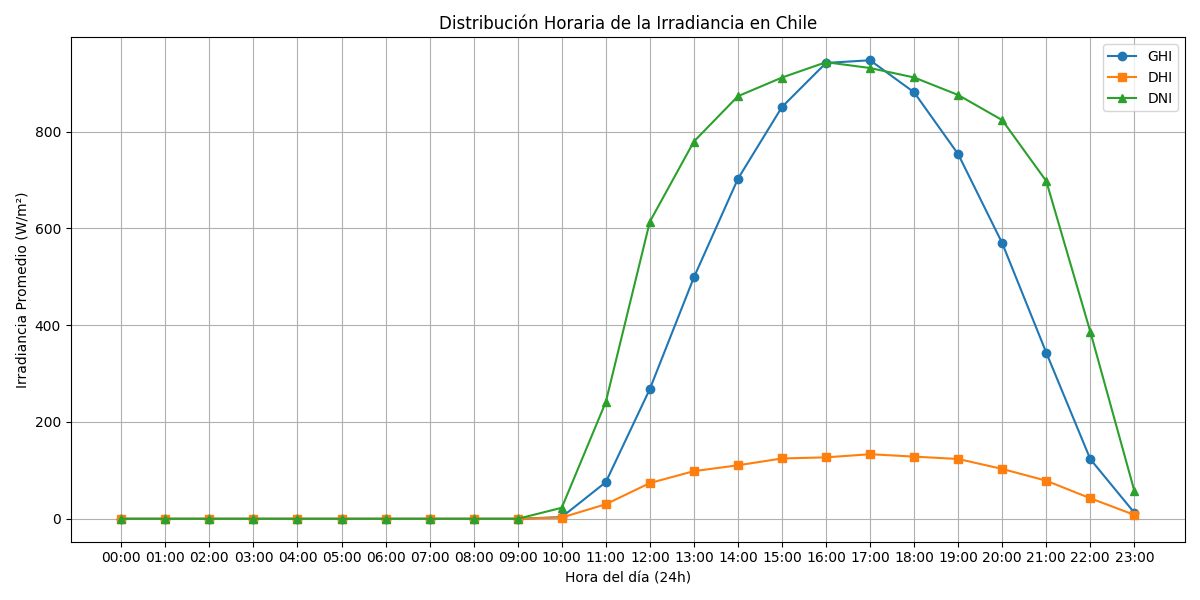 Distribución Horaria de la Irradiancia en Chile
GHI
DHI
DNI
Irradiancia Promedio (W/m²)
800
600
400
200
0
00:00 01:00 02:00 03:00 04:00 05:00 06:00 07:00 08:00 09:00 10:00 11:00 12:00 13:00 14:00 15:00 16:00 17:00 18:00 19:00 20:00 21:00 22:00 23:00
Hora del día (24h)